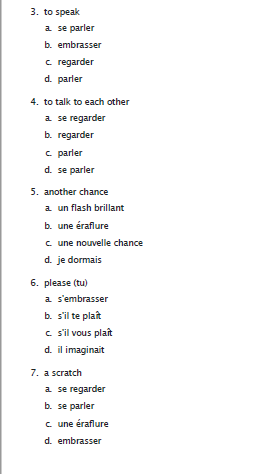 3. to speak
a. se parler
b. embrasser
c. regarder
d. parler
4. to talk to each other
a. se regarder
b. regarder
c. parler
d. se parler
5. another chance
a. un flash brillant
b. une éraflure
c. une nouvelle chance
d. je dormais
6. please (tu)
a. s'embrasser
b. s'il te plaît
c. s'il vous plaît
d. il imaginait
7. a scratch
a. se regarder
b. se parler
c. une éraflure
d. embrasser